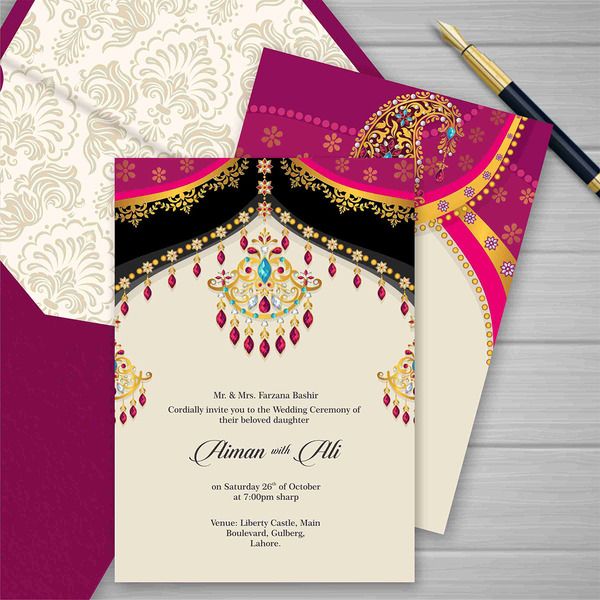 Mr. & Mrs. Farzana Bashir
Cordially invite you to the Wedding Ceremony of
their beloved daughter
Aiman with Ali
on Saturday 26th of October
at 7:00pm sharp
Venue: Liberty Castle, Main
Boulevard, Gulberg,
Lahore.